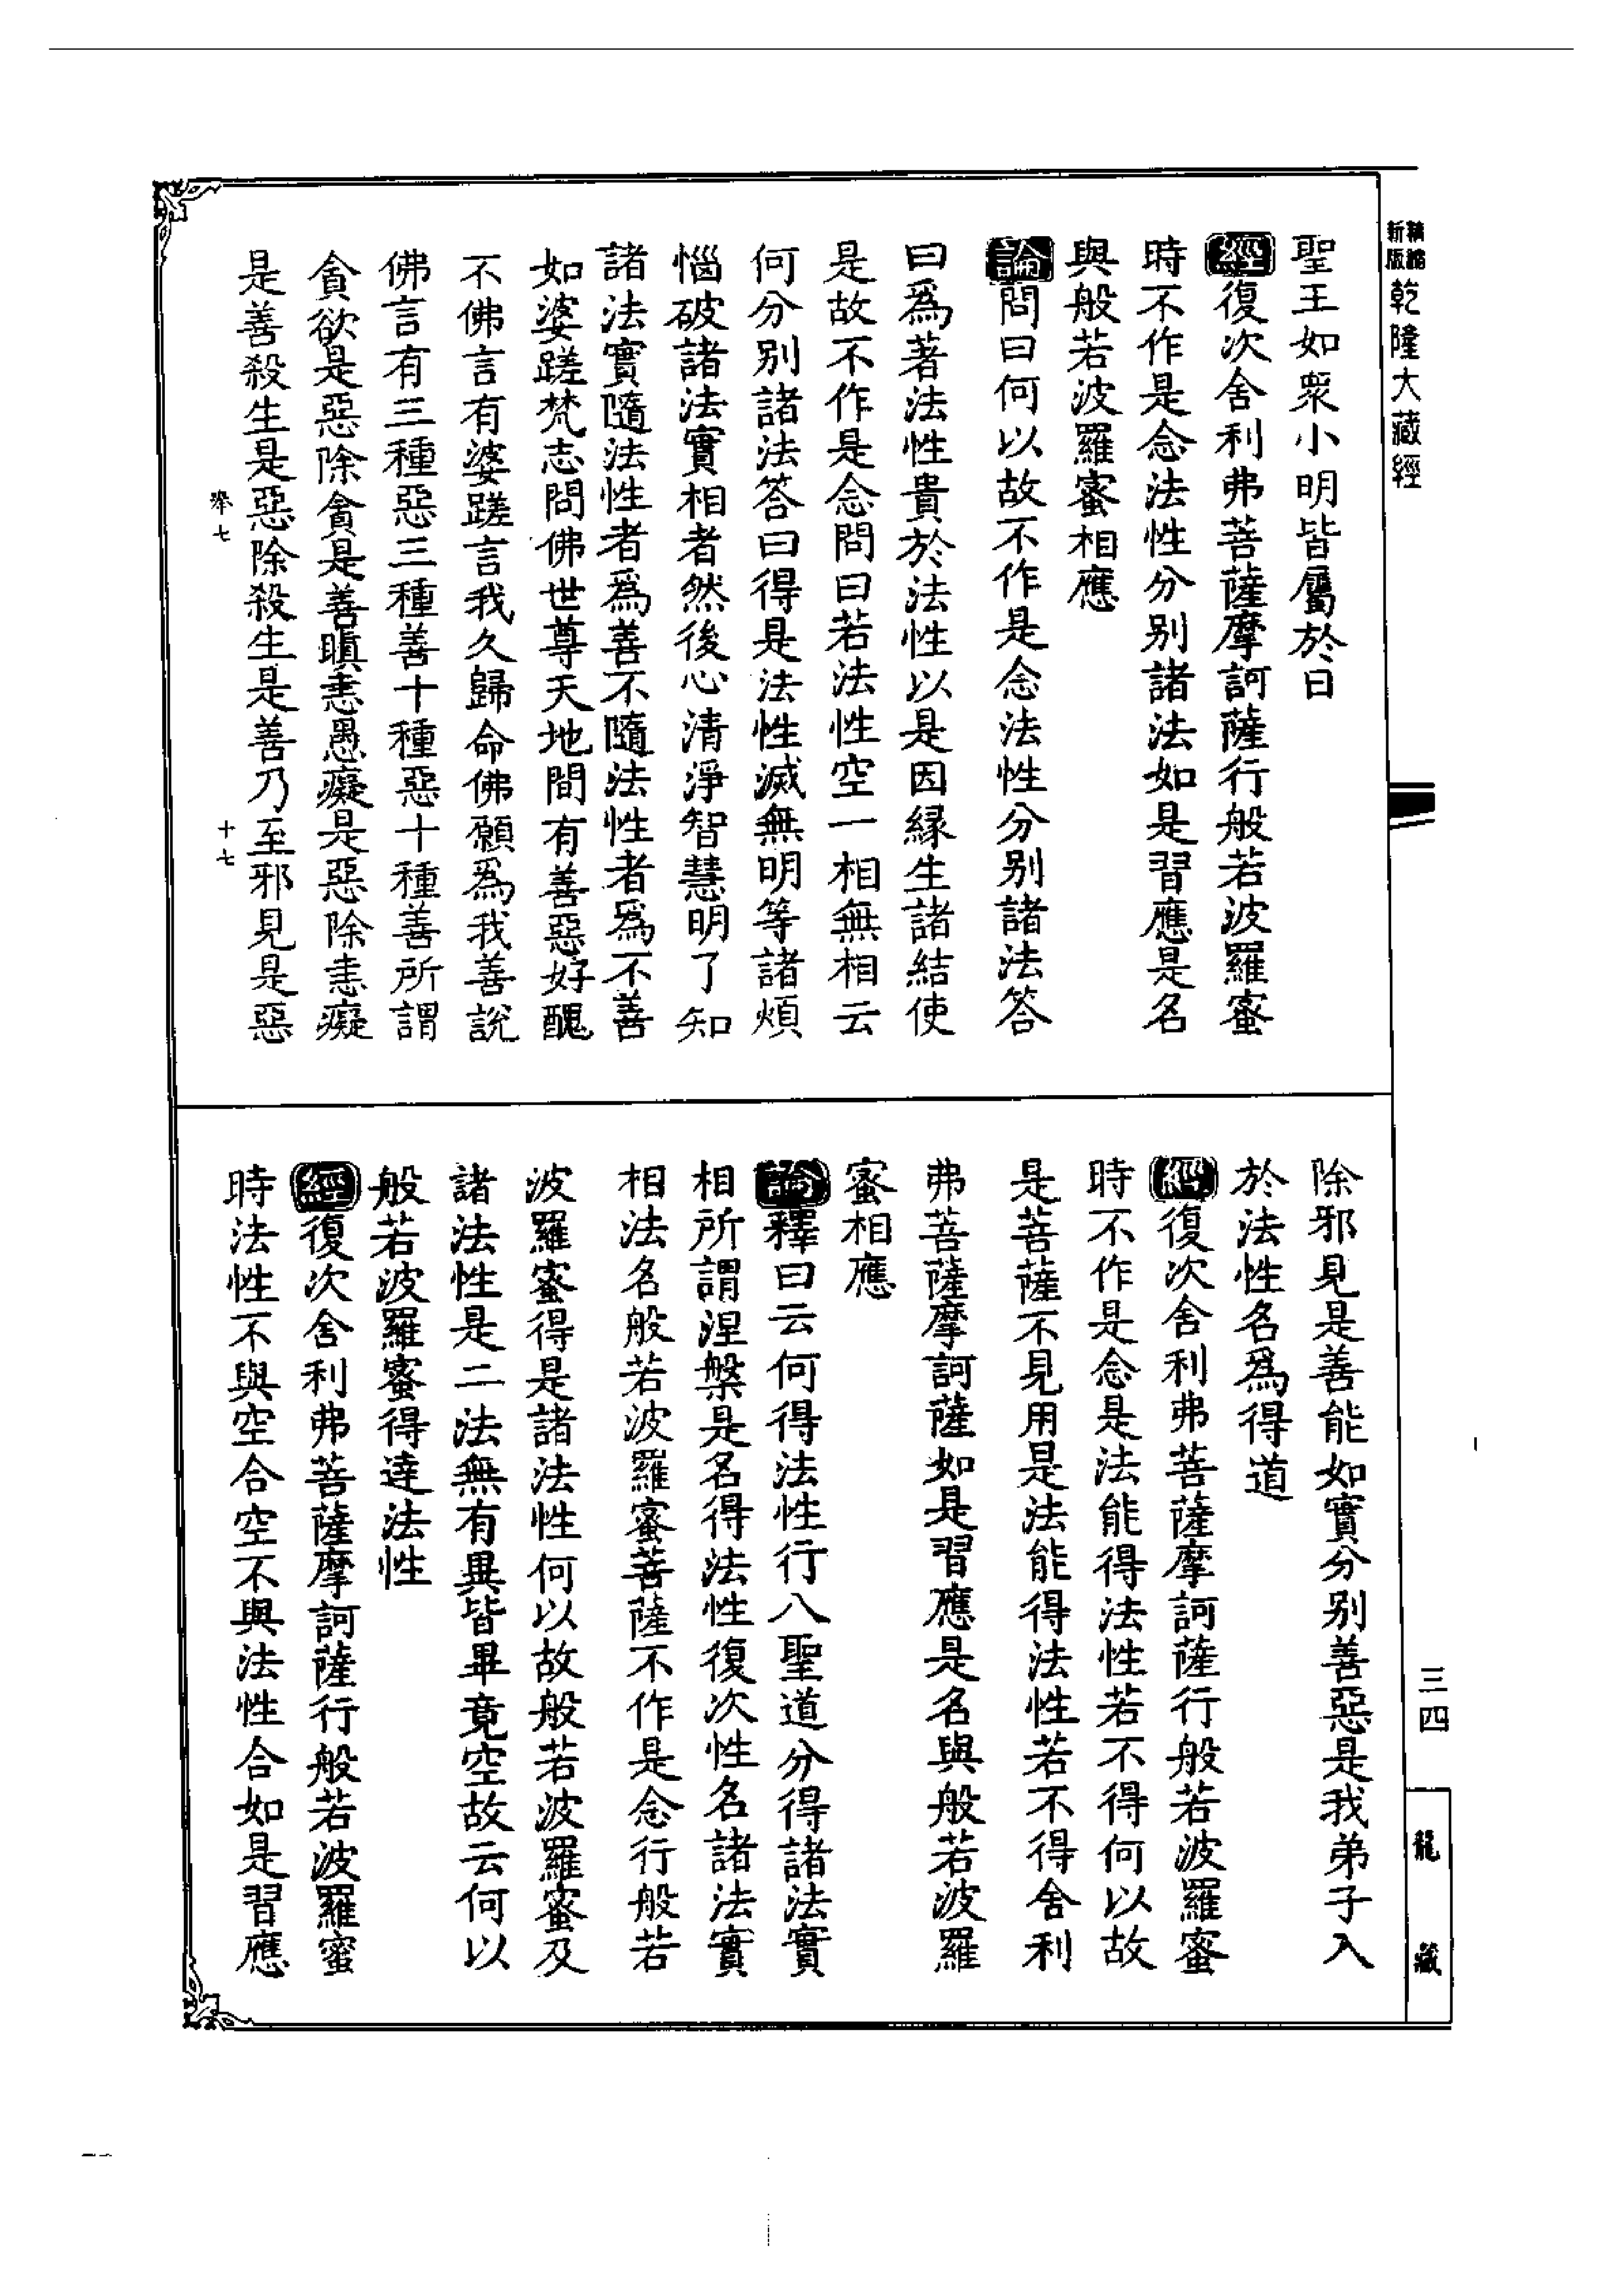 新版
精縮
乾隆大藏經
聖王如衆小明皆屬於日
經復次舍利弗菩薩摩訶薩行般若波羅蜜
時不作是念法性分別諸法如是習應是名
與般若波羅蜜相應
論問曰何以故不作是念法性分別諸法答
曰爲著法性貴於法性以是因緣生諸結使
是故不作是念問曰若法性空一相無相云
何分別諸法答曰得是法性滅無明等諸煩
惱破諸法實相者然後心清淨智慧明了知
諸法實隨法性者爲善不隨法性者爲不善
如婆蹉梵志問佛世尊天地間有善惡好醜
不佛言有婆蹉言我久歸命佛願爲我善說
佛言有三種惡三種善十種惡十種善所謂
貪欲是惡除貪是善瞋恚愚癡是惡除恚癡
是善殺生是惡除殺生是善乃至邪見是惡
舉七
十七
除邪見是善能如實分別善惡是我弟子入
於法性名爲得道
經復次舍利弗菩薩摩訶薩行般若波羅蜜
時不作是念是法能得法性若不得何以故
是菩薩不見用是法能得法性若不得舍利
弗菩薩摩訶薩如是習應是名與般若波羅
蜜相應
論釋曰云何得法性行八聖道分得諸法實
相所謂涅槃是名得法性復次性名諸法實
相法名般若波羅蜜菩薩不作是念行般若
波羅蜜得是諸法性何以故般若波羅蜜及
諸法性是二法無有異皆畢竟空故云何以
般若波羅蜜得達法性
經復次舍利弗菩薩摩訶薩行般若波羅蜜
時法性不與空合空不與法性合如是習應
三四
龍藏